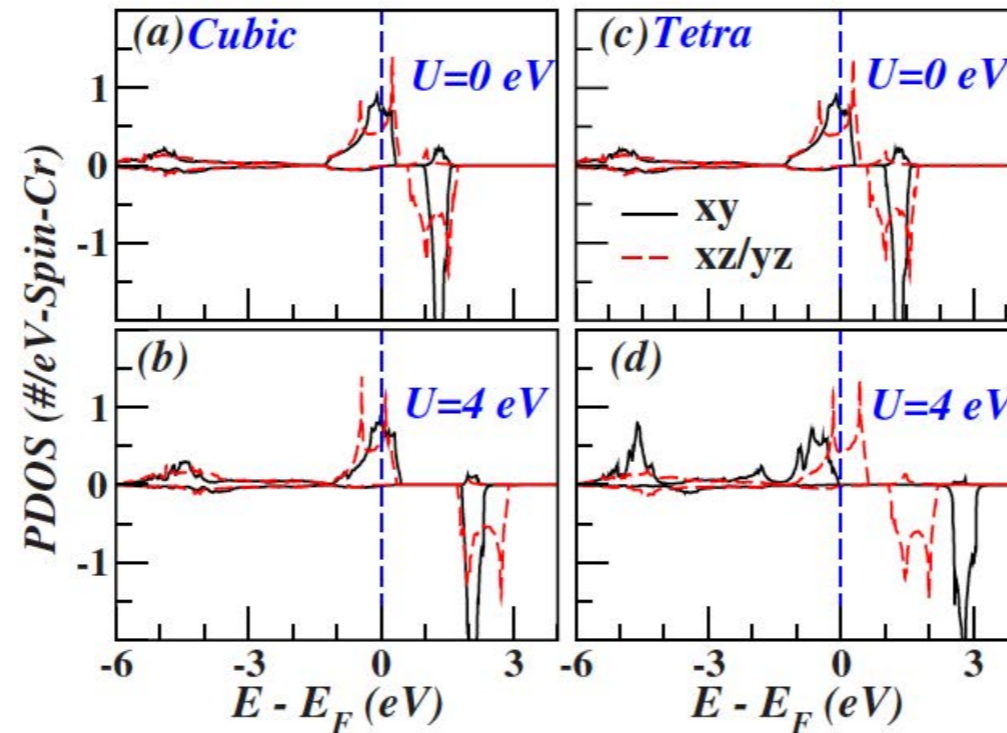 (a) Cubic
U=0 eV
(c) Tetra
U=0 eV
1
0
-1
xy
xz/yz
(b)
U=4 eV
(d)
U=4 eV
1
0
-1
PDOS (#/eV-Spin-Cr)
-6 -3 0 3
-6 -3 0 3
E - E_F (eV)
E - E_F (eV)